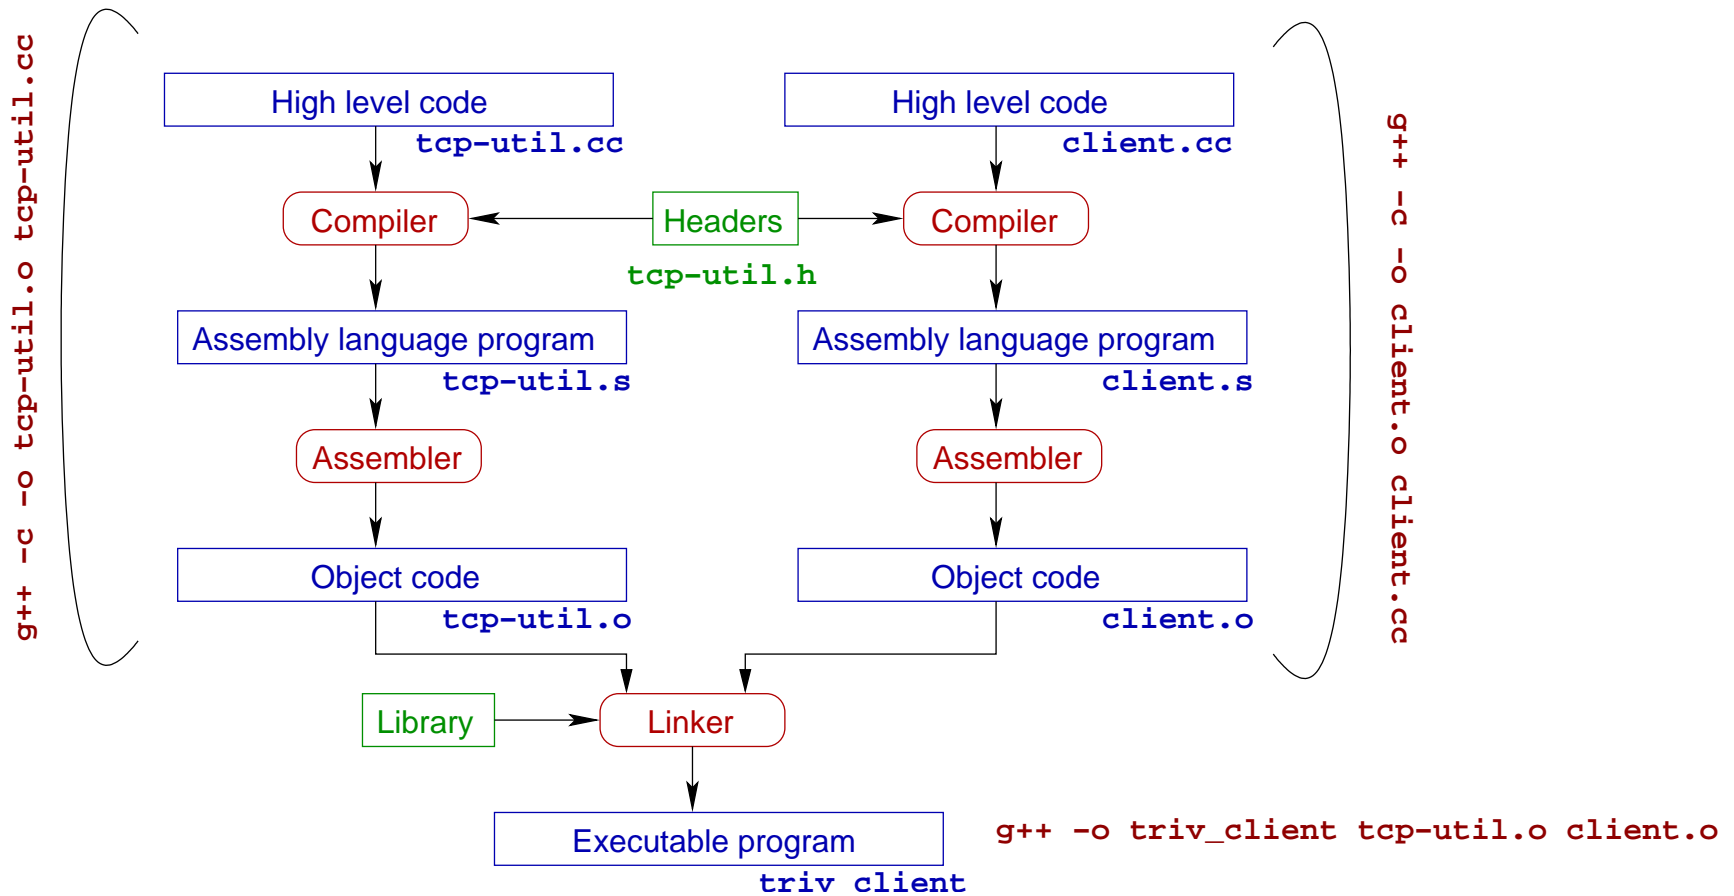 g++ -c -o tcp-util.o tcp-util.cc
High level code
High level code
tcp-util.cc
client.cc
g++ -c -o client.o client.cc
Compiler
Headers
Compiler
tcp-util.h
Assembly language program
Assembly language program
tcp-util.s
client.s
Assembler
Assembler
Object code
Object code
tcp-util.o
client.o
Library
Linker
Executable program
g++ -o triv_client tcp-util.o client.o
triv client